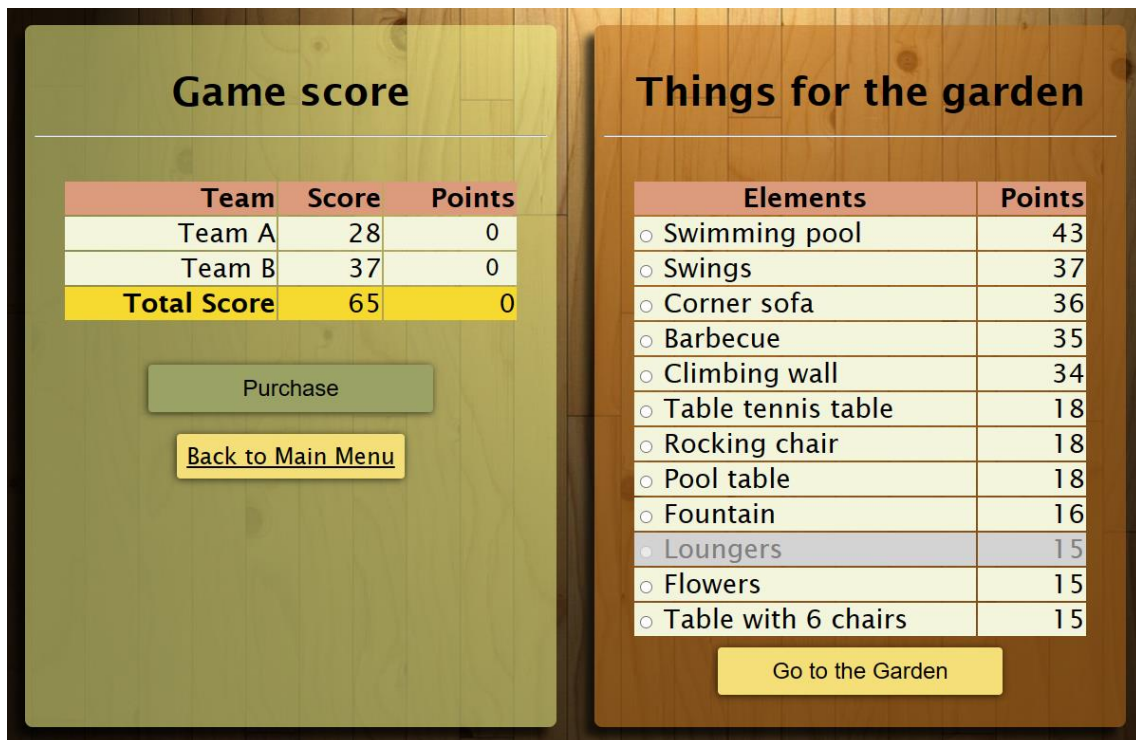 Game score
Team Score Points
Team A 28 0
Team B 37 0
Total Score 65 0
Purchase
Back to Main Menu
Things for the garden
Elements Points
Swimming pool 43
Swings 37
Corner sofa 36
Barbecue 35
Climbing wall 34
Table tennis table 18
Rocking chair 18
Pool table 18
Fountain 16
Loungers 15
Flowers 15
Table with 6 chairs 15
Go to the Garden